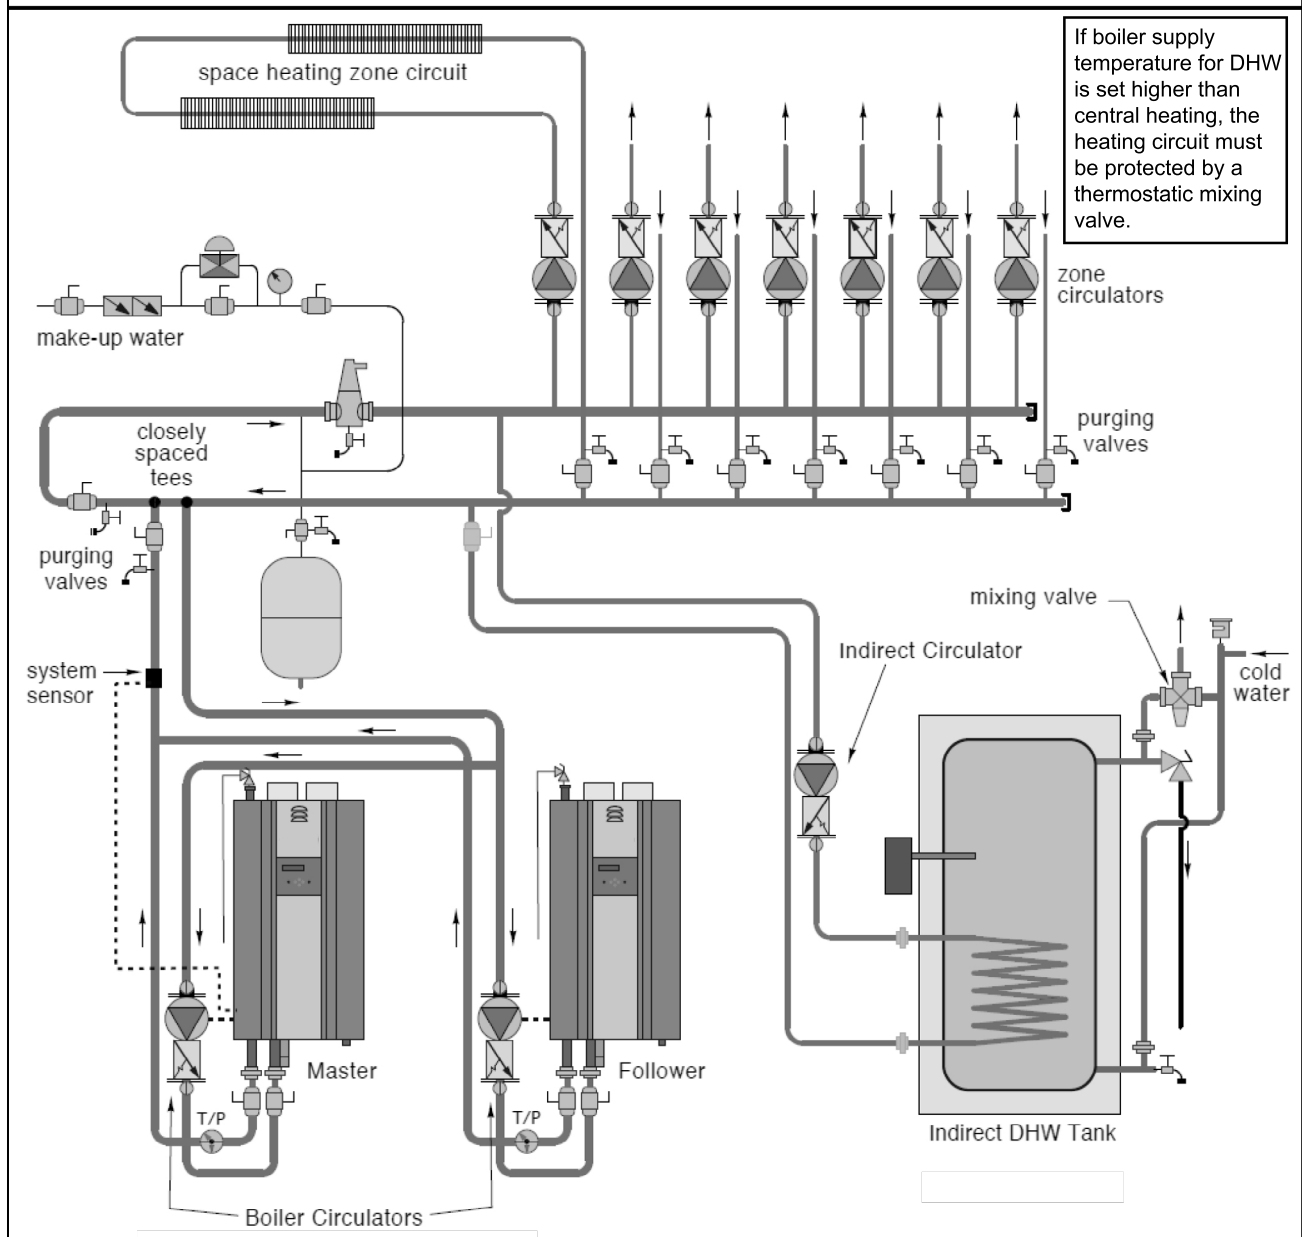 If boiler supply
temperature for DHW
is set higher than
central heating, the
heating circuit must
be protected by a
thermostatic mixing
valve.
space heating zone circuit
zone
circulators
make-up water
closely
spaced
tees
purging
valves
purging
valves
mixing valve
Indirect Circulator
cold
water
system
sensor
Master
Follower
T/P
T/P
Indirect DHW Tank
Boiler Circulators